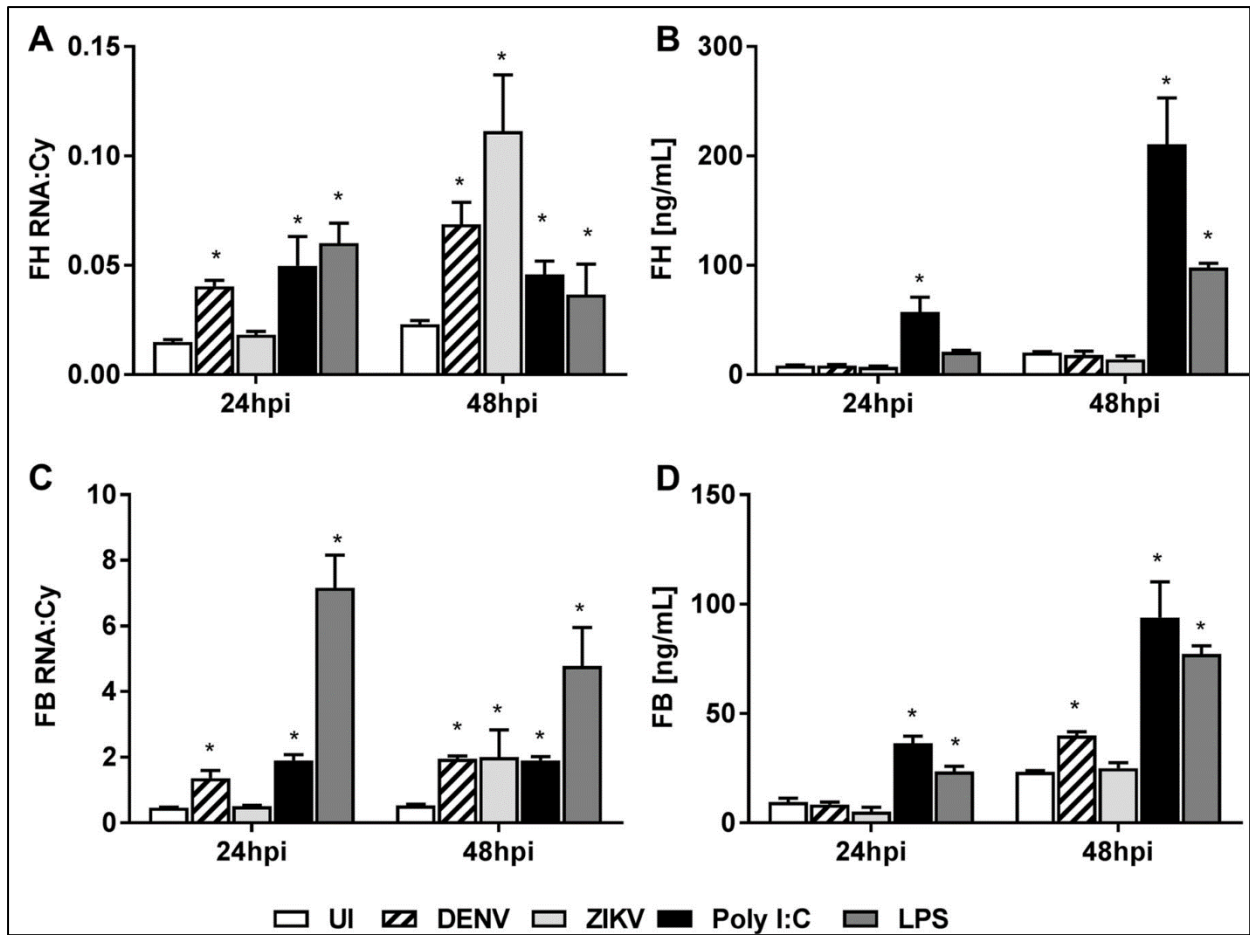 A
FH RNA:Cy
0.15
0.10
0.05
0.00
* * * * * * *
24hpi 48hpi
B
FH [ng/mL]
300
200
100
0
* * *
24hpi 48hpi
C
FB RNA:Cy
10
8
6
4
2
0
* * * * * * *
24hpi 48hpi
D
FB [ng/mL]
150
100
50
0
* * * * *
24hpi 48hpi
UI DENV ZIKV Poly I:C LPS